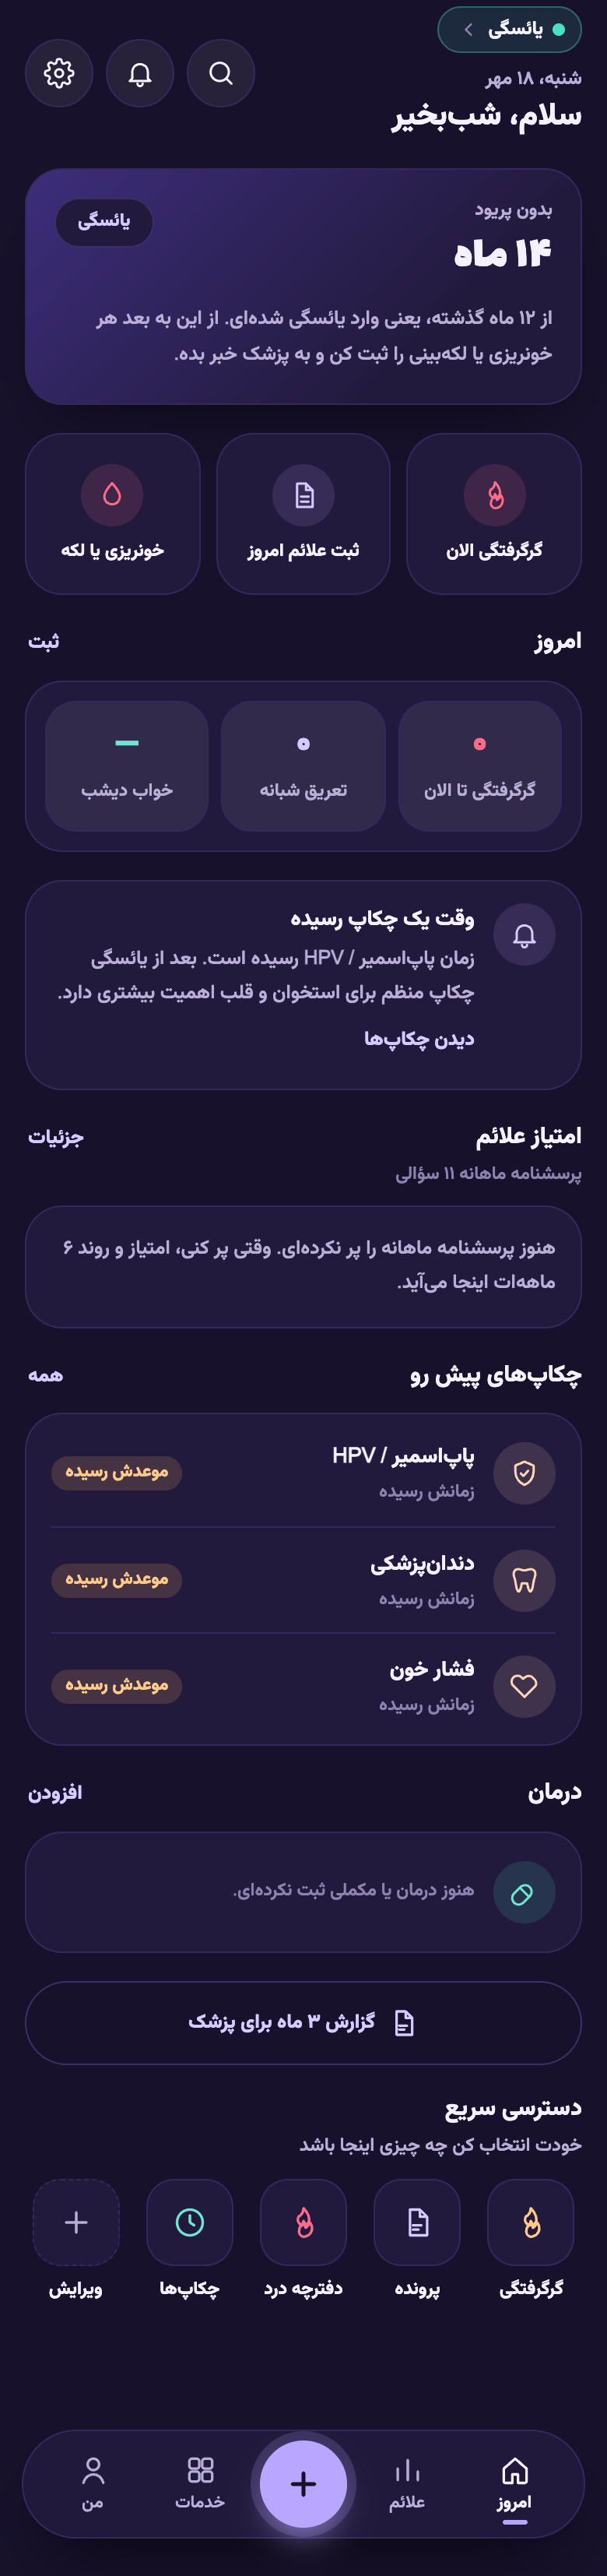 یائسگی
شنبه، ۱۸ مهر
سلام، شب‌بخیر
بدون پریود
یائسگی
۱۴ ماه
از ۱۲ ماه گذشته، یعنی وارد یائسگی شده‌ای. از این به بعد هر
خونریزی یا لکه‌بینی را ثبت کن و به پزشک خبر بده.
گرگرفتگی الان
ثبت علائم امروز
خونریزی یا لکه
امروز
ثبت
۰
۰
—
گرگرفتگی تا الان
تعریق شبانه
خواب دیشب
وقت یک چکاپ رسیده
زمان پاپ‌اسمیر / HPV رسیده است. بعد از یائسگی
چکاپ منظم برای استخوان و قلب اهمیت بیشتری دارد.
دیدن چکاپ‌ها
امتیاز علائم
جزئیات
پرسشنامه ماهانه ۱۱ سؤالی
هنوز پرسشنامه ماهانه را پر نکرده‌ای. وقتی پر کنی، امتیاز و روند ۶
ماهه‌ات اینجا می‌آید.
چکاپ‌های پیش رو
همه
پاپ‌اسمیر / HPV
زمانش رسیده
موعدش رسیده
دندان‌پزشکی
زمانش رسیده
موعدش رسیده
فشار خون
زمانش رسیده
موعدش رسیده
درمان
افزودن
هنوز درمان یا مکملی ثبت نکرده‌ای.
گزارش ۳ ماه برای پزشک
دسترسی سریع
خودت انتخاب کن چه چیزی اینجا باشد
گرگرفتگی
پرونده
دفترچه درد
چکاپ‌ها
ویرایش
امروز
علائم
خدمات
من